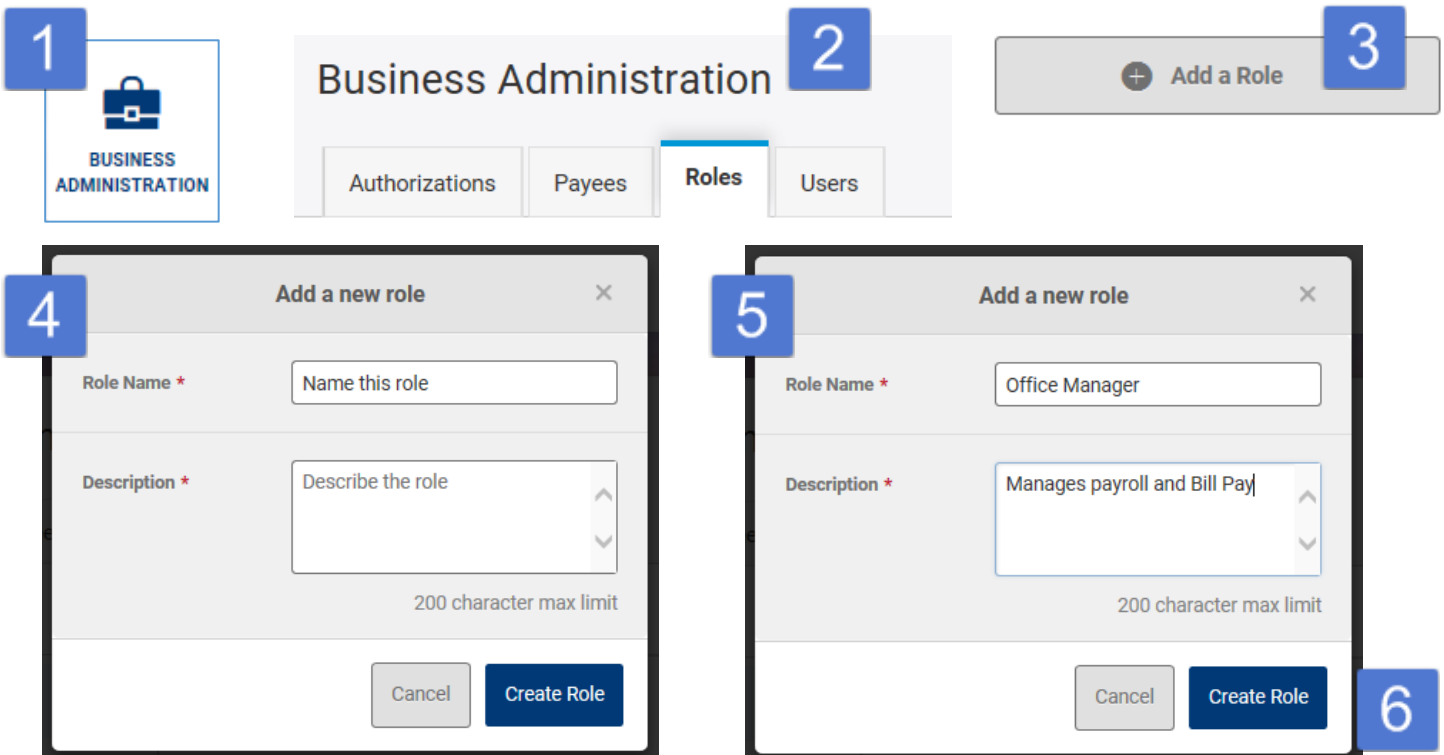 1
BUSINESS
ADMINISTRATION
2
Business Administration
Authorizations Payees Roles Users
3
Add a Role
4
Add a new role ×
Role Name * Name this role
Description * Describe the role
200 character max limit
Cancel Create Role
5
Add a new role ×
Role Name * Office Manager
Description * Manages payroll and Bill Pay
200 character max limit
Cancel Create Role
6